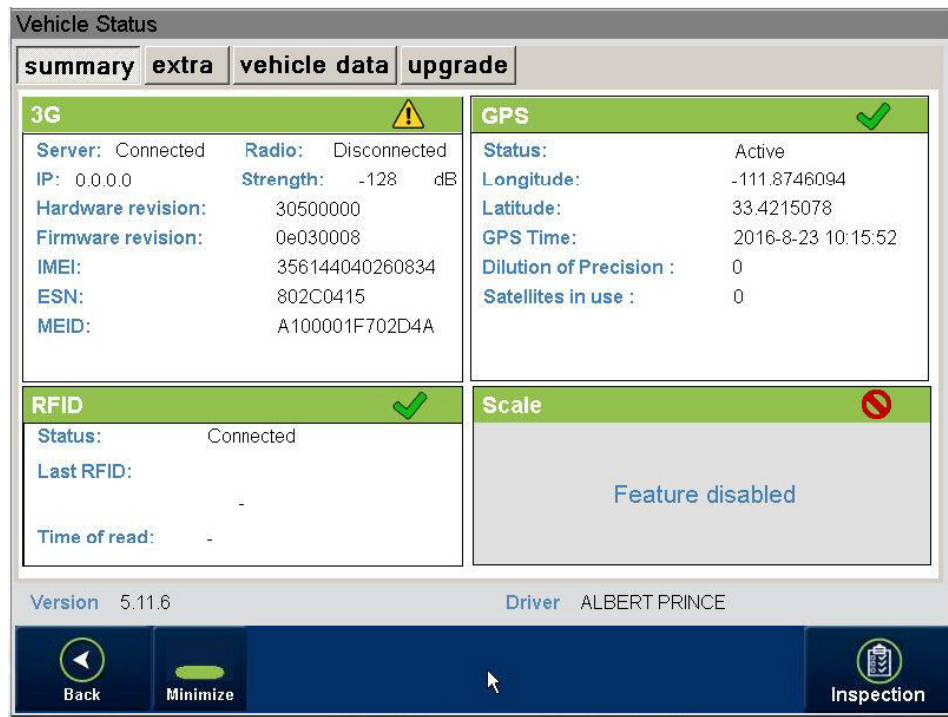 Vehicle Status
summary extra vehicle data upgrade
3G
Server: Connected Radio: Disconnected
IP: 0.0.0.0 Strength: -128 dB
Hardware revision: 30500000
Firmware revision: 0e030008
IMEI: 356144040260834
ESN: 802C0415
MEID: A100001F702D4A
GPS
Status: Active
Longitude: -111.8746094
Latitude: 33.4215078
GPS Time: 2016-8-23 10:15:52
Dilution of Precision : 0
Satellites in use : 0
RFID
Status: Connected
Last RFID:
-
Time of read: -
Scale
Feature disabled
Version 5.11.6 Driver ALBERT PRINCE
Back Minimize Inspection